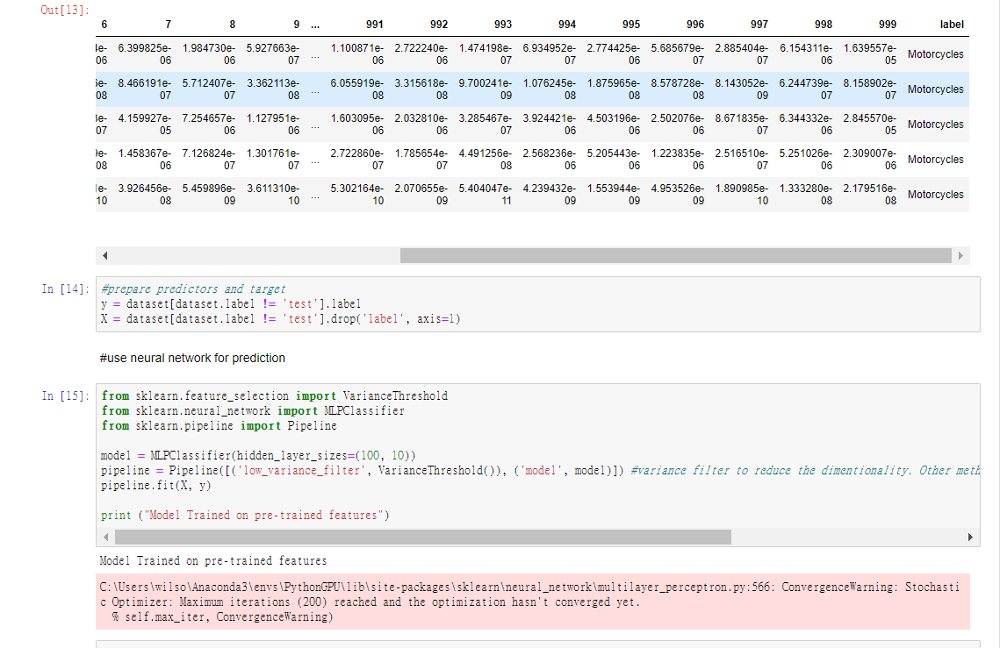 Out[13]:
6 7 8 9 ... 991 992 993 994 995 996 997 998 999 label
6.399825e- 1.984730e- 5.927663e- 1.100871e- 2.722240e- 1.474198e- 6.934952e- 2.774425e- 5.685679e- 2.885404e- 6.154311e- 1.639557e-
06 06 06 07 ... 06 06 07 07 06 07 07 06 05 Motorcycles
8.466191e- 5.712407e- 3.362113e- 6.055919e- 3.315618e- 9.700241e- 1.076245e- 1.875965e- 8.578728e- 8.143052e- 6.244739e- 8.158902e-
08 07 07 08 ... 08 08 09 08 08 08 09 07 07 Motorcycles
4.159927e- 7.254657e- 1.127951e- 1.603095e- 2.032810e- 3.285467e- 3.924421e- 4.503196e- 2.502076e- 8.671835e- 6.344332e- 2.845570e-
07 05 06 06 ... 06 06 07 06 06 06 07 06 05 Motorcycles
1.458367e- 7.126824e- 1.301761e- 2.722860e- 1.785654e- 4.491256e- 2.568236e- 5.205443e- 1.223835e- 2.516510e- 5.251026e- 2.309007e-
08 06 07 07 ... 07 07 08 06 06 06 07 06 06 Motorcycles
3.926456e- 5.459896e- 3.611310e- 5.302164e- 2.070655e- 5.404047e- 4.239432e- 1.553944e- 4.953526e- 1.890985e- 1.333280e- 2.179516e-
10 08 09 10 ... 10 09 11 09 09 09 10 08 08 Motorcycles
In [14]: #prepare predictors and target
y = dataset[dataset.label != 'test'].label
X = dataset[dataset.label != 'test'].drop('label', axis=1)
#use neural network for prediction
In [15]: from sklearn.feature_selection import VarianceThreshold
from sklearn.neural_network import MLPClassifier
from sklearn.pipeline import Pipeline
model = MLPClassifier(hidden_layer_sizes=(100, 10))
pipeline = Pipeline([('low_variance_filter', VarianceThreshold()), ('model', model)]) #variance filter to reduce the dimentionality. Other
pipeline.fit(X, y)
print ("Model Trained on pre-trained features")
Model Trained on pre-trained features
C:\Users\wilso\Anaconda3\envs\PythonGPU\lib\site-packages\sklearn\neural_network\multilayer_perceptron.py:566: ConvergenceWarning: Stochasti
c Optimizer: Maximum iterations (200) reached and the optimization hasn't converged yet.
% self.max_iter, ConvergenceWarning)